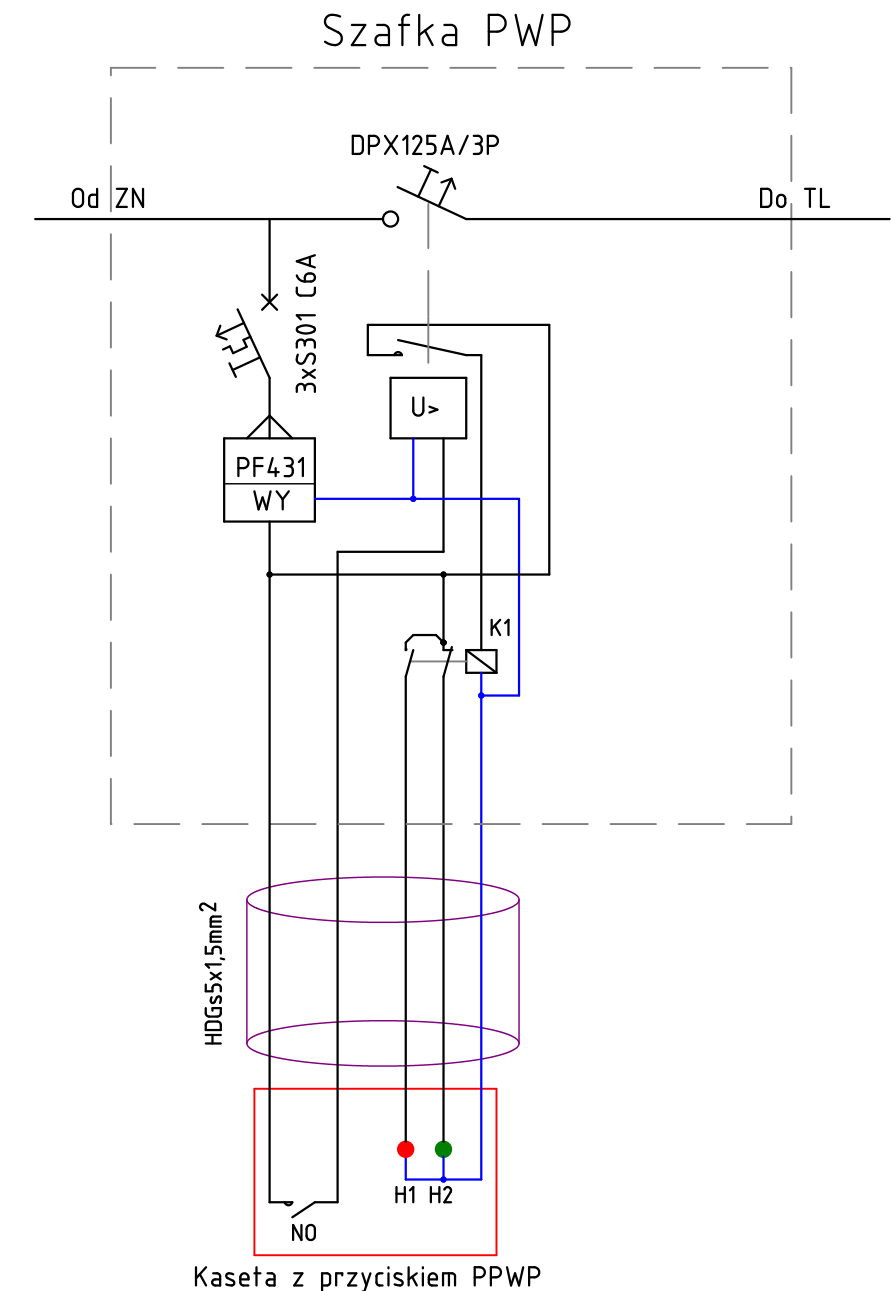 Szafka PWP
DPX125A/3P
Od ZN
Do TL
3xS301 C6A
U>
PF431
WY
K1
HDGs5x1,5mm²
H1 H2
NO
Kaseta z przyciskiem PPWP